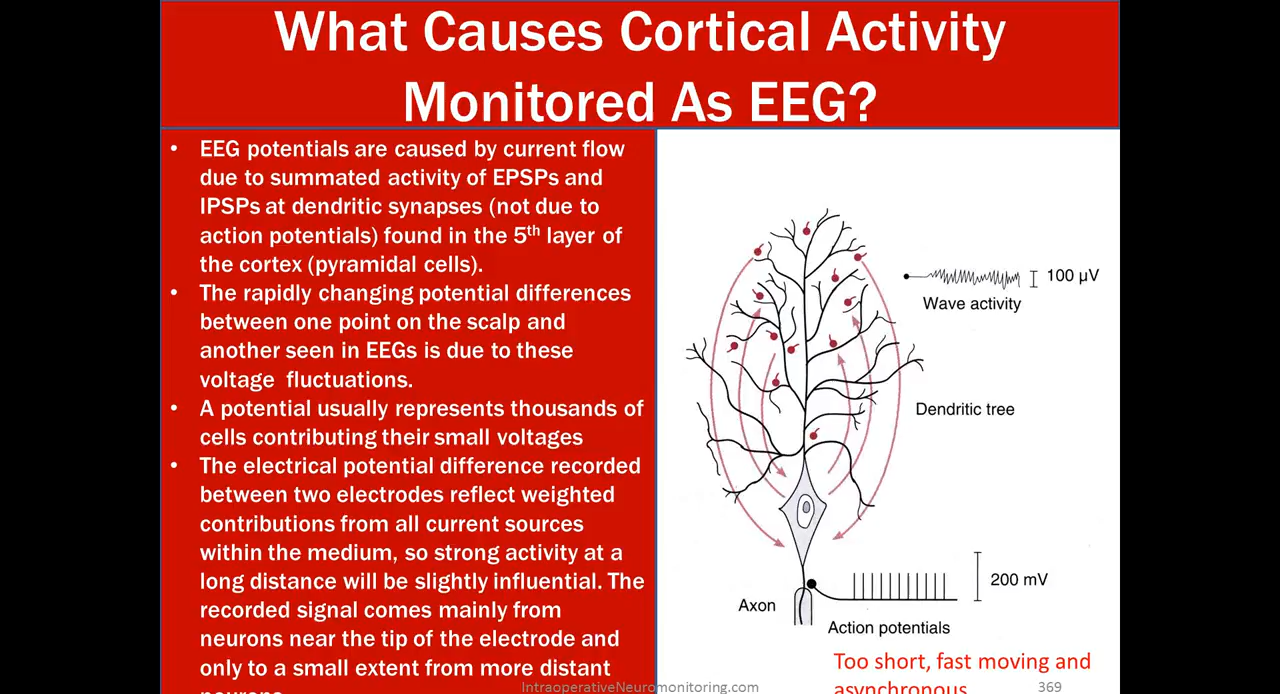 What Causes Cortical Activity
Monitored As EEG?
• EEG potentials are caused by current flow
due to summated activity of EPSPs and
IPSPs at dendritic synapses (not due to
action potentials) found in the 5th layer of
the cortex (pyramidal cells).
• The rapidly changing potential differences
between one point on the scalp and
another seen in EEGs is due to these
voltage fluctuations.
• A potential usually represents thousands of
cells contributing their small voltages
• The electrical potential difference recorded
between two electrodes reflect weighted
contributions from all current sources
within the medium, so strong activity at a
long distance will be slightly influential. The
recorded signal comes mainly from
neurons near the tip of the electrode and
only to a small extent from more distant
100 µV
Wave activity
Dendritic tree
200 mV
Axon
Action potentials
Too short, fast moving and
asynchronous
IntraoperativeNeuromonitoring.com
369